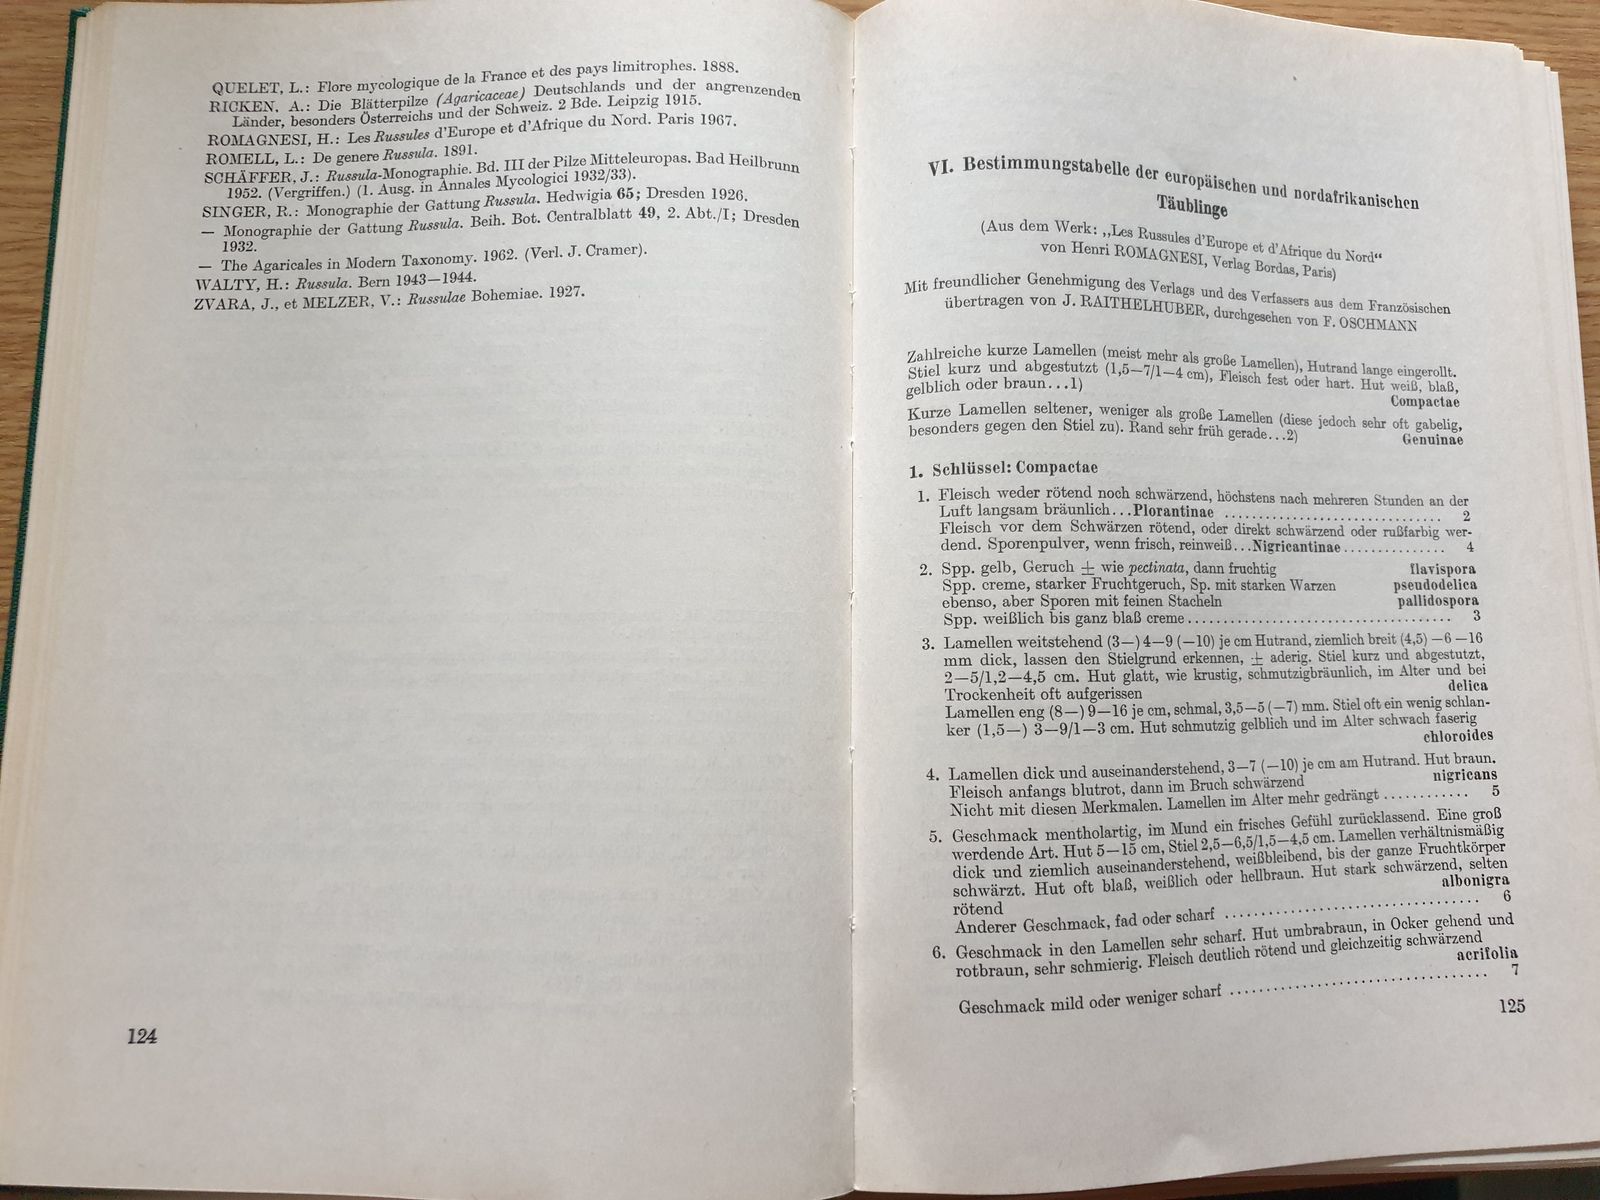 QUELET, L.: Flore mycologique de la France et des pays limitrophes. 1888.
RICKEN, A.: Die Blätterpilze (Agaricaceae) Deutschlands und der angrenzenden
Länder, besonders Österreichs und der Schweiz. 2 Bde. Leipzig 1915.
ROMAGNESI, H.: Les Russules d'Europe et d'Afrique du Nord. Paris 1967.
ROMELL, L.: De genere Russula. 1891.
SCHÄFFER, J.: Russula-Monographie. Bd. III der Pilze Mitteleuropas. Bad Heilbrunn
1952. (Vergriffen.) (1. Ausg. in Annales Mycologici 1932/33).
SINGER, R.: Monographie der Gattung Russula. Hedwigia 65; Dresden 1926.
— Monographie der Gattung Russula. Beih. Bot. Centralblatt 49, 2. Abt./I; Dresden
1932.
— The Agaricales in Modern Taxonomy. 1962. (Verl. J. Cramer).
WALTY, H.: Russula. Bern 1943—1944.
ZVARA, J., et MELZER, V.: Russulae Bohemiae. 1927.
124
VI. Bestimmungstabelle der europäischen und nordafrikanischen
Täublinge
(Aus dem Werk: „Les Russules d'Europe et d'Afrique du Nord“
von Henri ROMAGNESI, Verlag Bordas, Paris)
Mit freundlicher Genehmigung des Verlags und des Verfassers aus dem Französischen
übertragen von J. RAITHELHUBER, durchgesehen von F. OSCHMANN
Zahlreiche kurze Lamellen (meist mehr als große Lamellen), Hutrand lange eingerollt.
Stiel kurz und abgestutzt (1,5—7/1—4 cm), Fleisch fest oder hart. Hut weiß, blaß,
gelblich oder braun...1)
Compactae
Kurze Lamellen seltener, weniger als große Lamellen (diese jedoch sehr oft gabelig,
besonders gegen den Stiel zu). Rand sehr früh gerade...2) Genuinae
1. Schlüssel: Compactae
1. Fleisch weder rötend noch schwärzend, höchstens nach mehreren Stunden an der
Luft langsam bräunlich...Plorantinae ............................... 2
Fleisch vor dem Schwärzen rötend, oder direkt schwärzend oder rußfarbig wer-
dend. Sporenpulver, wenn frisch, reinweiß...Nigricantinae............... 4
2. Spp. gelb, Geruch ± wie pectinata, dann fruchtig flavispora
Spp. creme, starker Fruchtgeruch, Sp. mit starken Warzen pseudodelica
ebenso, aber Sporen mit feinen Stacheln pallidospora
Spp. weißlich bis ganz blaß creme..................................... 3
3. Lamellen weitstehend (3—) 4—9 (—10) je cm Hutrand, ziemlich breit (4,5) —6 —16
mm dick, lassen den Stielgrund erkennen, ± aderig. Stiel kurz und abgestutzt,
2—5/1,2—4,5 cm. Hut glatt, wie krustig, schmutzigbräunlich, im Alter und bei
Trockenheit oft aufgerissen delica
Lamellen eng (8—) 9—16 je cm, schmal, 3,5—5 (—7) mm. Stiel oft ein wenig schlan-
ker (1,5—) 3—9/1—3 cm. Hut schmutzig gelblich und im Alter schwach faserig
chloroides
4. Lamellen dick und auseinanderstehend, 3—7 (—10) je cm am Hutrand. Hut braun.
Fleisch anfangs blutrot, dann im Bruch schwärzend nigricans
Nicht mit diesen Merkmalen. Lamellen im Alter mehr gedrängt ............ 5
5. Geschmack mentholartig, im Mund ein frisches Gefühl zurücklassend. Eine groß
werdende Art. Hut 5—15 cm, Stiel 2,5—6,5/1,5—4,5 cm. Lamellen verhältnismäßig
dick und ziemlich auseinanderstehend, weißbleibend, bis der ganze Fruchtkörper
schwärzt. Hut oft blaß, weißlich oder hellbraun. Hut stark schwärzend, selten
rötend albonigra
Anderer Geschmack, fad oder scharf .................................... 6
6. Geschmack in den Lamellen sehr scharf. Hut umbrabraun, in Ocker gehend und
rotbraun, sehr schmierig. Fleisch deutlich rötend und gleichzeitig schwärzend
acrifolia
Geschmack mild oder weniger scharf .................................... 7
125